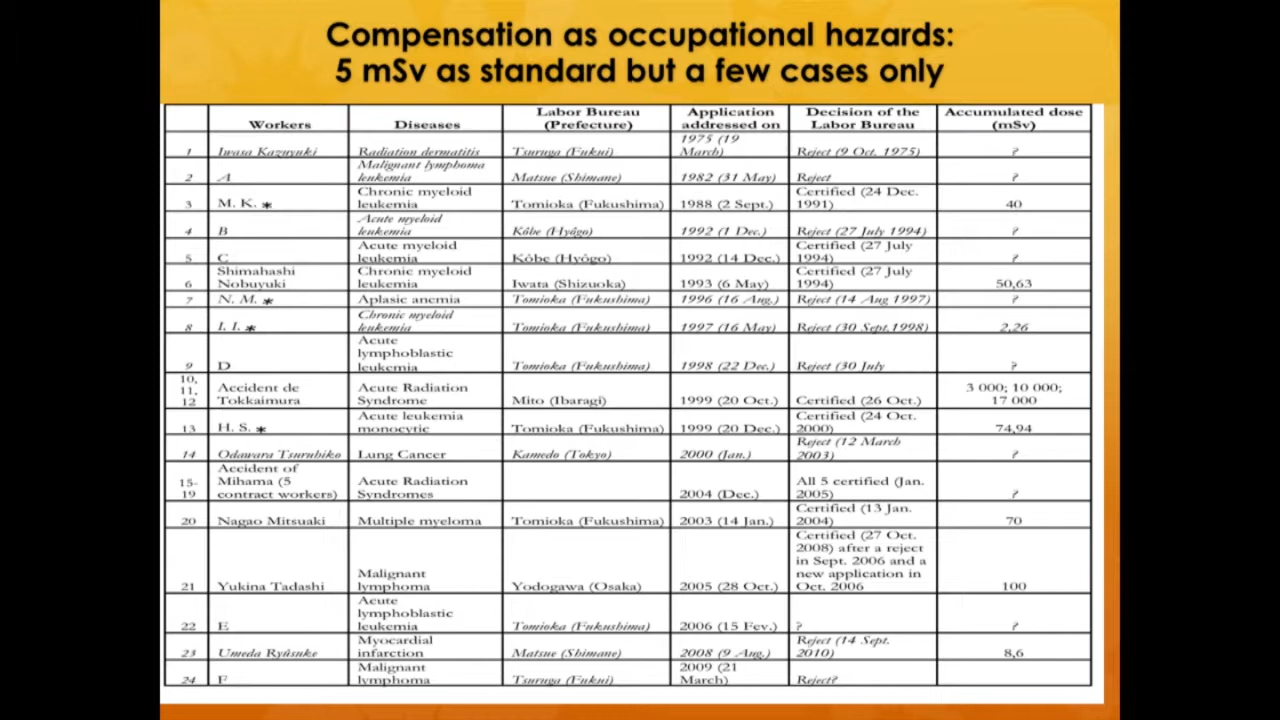 Compensation as occupational hazards:
5 mSv as standard but a few cases only
Workers Diseases Labor Bureau (Prefecture) Application addressed on Decision of the Labor Bureau Accumulated dose (mSv)
1 Iwasa Kazuyuki Radiation dermatitis Tsuruga (Fukui) 1975 (19 March) Reject (9 Oct. 1975) ?
2 A Malignant lymphoma leukemia Matsue (Shimane) 1982 (31 May) Reject ?
3 M. K. * Chronic myeloid leukemia Tomioka (Fukushima) 1988 (2 Sept.) Certified (24 Dec. 1991) 40
4 B Acute myeloid leukemia Kôbe (Hyôgo) 1992 (1 Dec.) Reject (27 July 1994) ?
5 C Acute myeloid leukemia Kôbe (Hyôgo) 1992 (14 Dec.) Certified (27 July 1994) ?
6 Shimahashi Nobuyuki Chronic myeloid leukemia Iwata (Shizuoka) 1993 (6 May) Certified (27 July 1994) 50,63
7 N. M. * Aplasic anemia Tomioka (Fukushima) 1996 (16 Aug.) Reject (14 Aug 1997) ?
8 I. I. * Chronic myeloid leukemia Tomioka (Fukushima) 1997 (16 May) Reject (30 Sept.1998) 2,26
9 D Acute lymphoblastic leukemia Tomioka (Fukushima) 1998 (22 Dec.) Reject (30 July ?
10, 11, 12 Accident de Tokkaimura Acute Radiation Syndrome Mito (Ibaragi) 1999 (20 Oct.) Certified (26 Oct.) 3 000; 10 000; 17 000
13 H. S. * Acute leukemia monocytic Tomioka (Fukushima) 1999 (20 Dec.) Certified (24 Oct. 2000) 74,94
14 Odawara Tsuruhiko Lung Cancer Kamedo (Tokyo) 2000 (Jan.) Reject (12 March 2003) ?
15-19 Accident of Mihama (5 contract workers) Acute Radiation Syndromes 2004 (Dec.) All 5 certified (Jan. 2005) ?
20 Nagao Mitsuaki Multiple myeloma Tomioka (Fukushima) 2003 (14 Jan.) Certified (13 Jan. 2004) 70
21 Yukina Tadashi Malignant lymphoma Yodogawa (Osaka) 2005 (28 Oct.) Certified (27 Oct. 2008) after a reject in Sept. 2006 and a new application in Oct. 2006 100
22 E Acute lymphoblastic leukemia Tomioka (Fukushima) 2006 (15 Fev.) ? ?
23 Umeda Ryûsuke Myocardial infarction Matsue (Shimane) 2008 (9 Aug.) Reject (14 Sept. 2010) 8,6
24 F Malignant lymphoma Tsuruga (Fukui) 2009 (21 March) Reject?